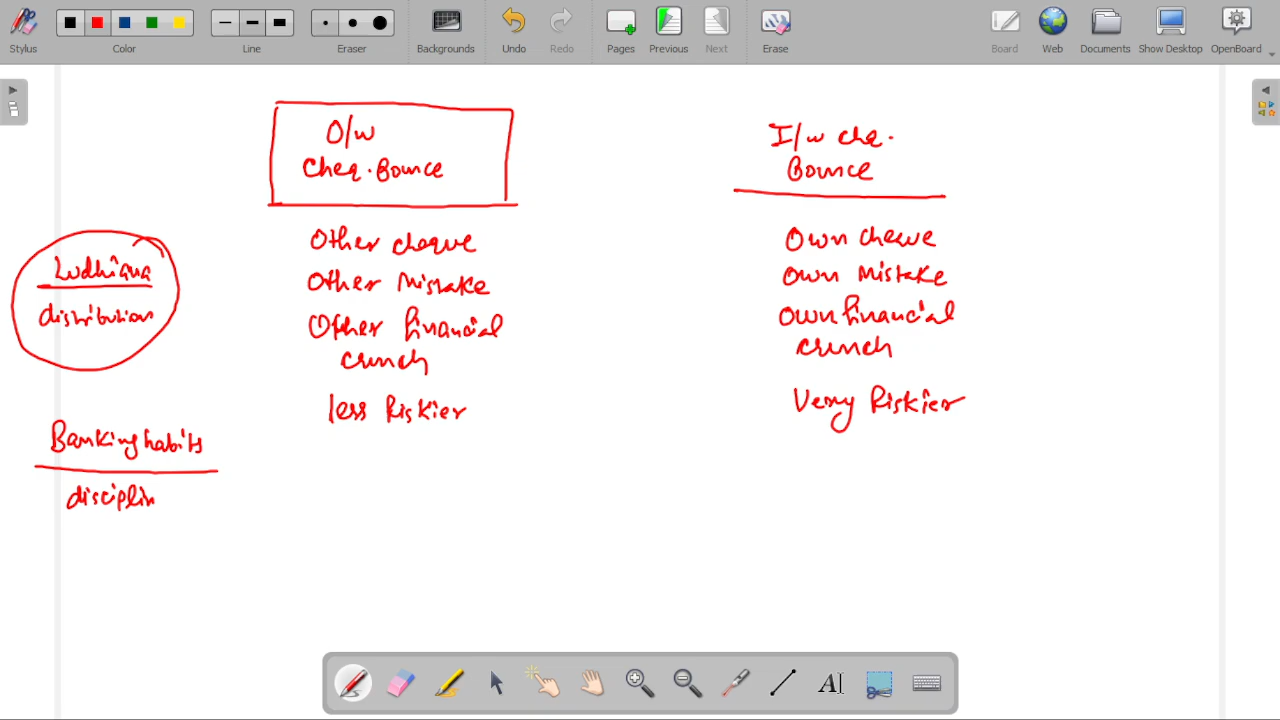 Stylus
Color
Line
Eraser
Backgrounds
Undo
Redo
Pages
Previous
Next
Erase
Board
Web
Documents
Show Desktop
OpenBoard
O/w
Cheq. Bounce
Other cheque
Other Mistake
Other financial
crunch
less Riskier
I/w cheq.
Bounce
Own cheque
Own Mistake
Own financial
crunch
Very Riskier
Ludhiana
distribution
Banking habits
disciplin
AI